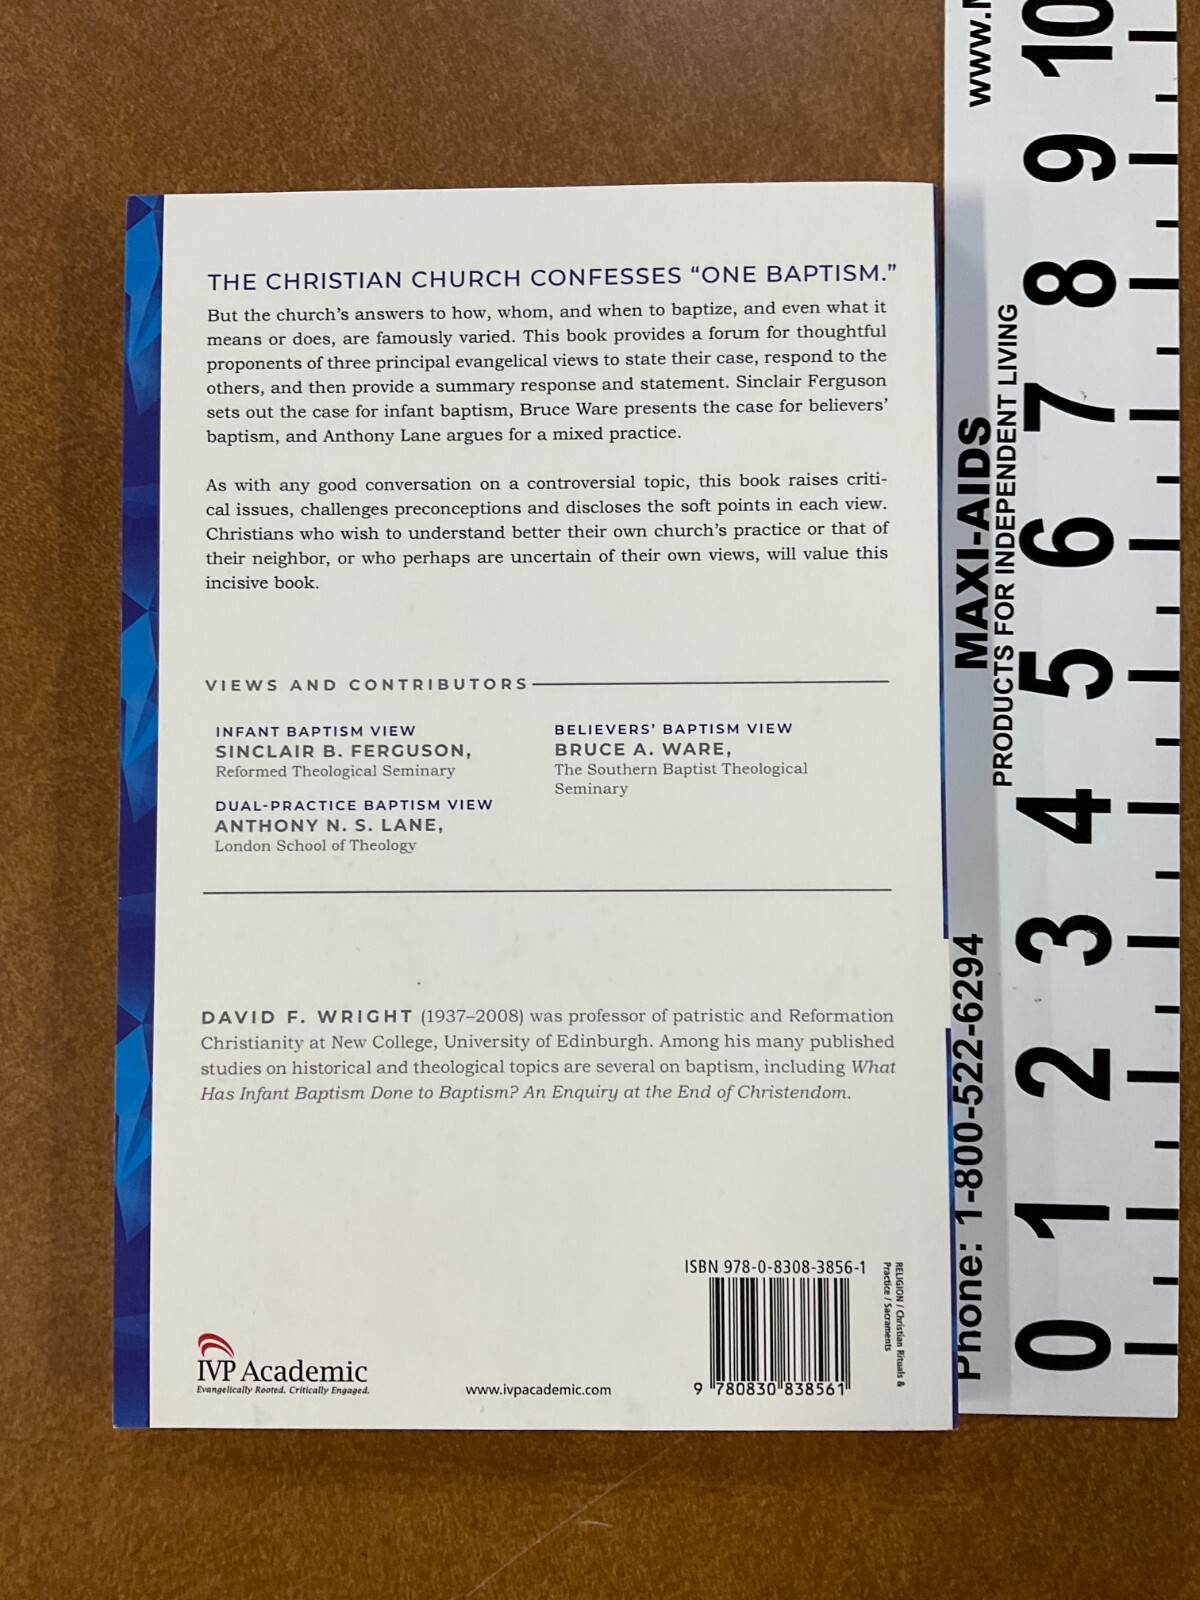 THE CHRISTIAN CHURCH CONFESSES “ONE BAPTISM.”
But the church’s answers to how, whom, and when to baptize, and even what it
means or does, are famously varied. This book provides a forum for thoughtful
proponents of three principal evangelical views to state their case, respond to the
others, and then provide a summary response and statement. Sinclair Ferguson
sets out the case for infant baptism, Bruce Ware presents the case for believers’
baptism, and Anthony Lane argues for a mixed practice.
As with any good conversation on a controversial topic, this book raises criti-
cal issues, challenges preconceptions and discloses the soft points in each view.
Christians who wish to understand better their own church’s practice or that of
their neighbor, or who perhaps are uncertain of their own views, will value this
incisive book.
VIEWS AND CONTRIBUTORS
INFANT BAPTISM VIEW
SINCLAIR B. FERGUSON,
Reformed Theological Seminary
DUAL-PRACTICE BAPTISM VIEW
ANTHONY N. S. LANE,
London School of Theology
BELIEVERS’ BAPTISM VIEW
BRUCE A. WARE,
The Southern Baptist Theological
Seminary
DAVID F. WRIGHT (1937–2008) was professor of patristic and Reformation
Christianity at New College, University of Edinburgh. Among his many published
studies on historical and theological topics are several on baptism, including What
Has Infant Baptism Done to Baptism? An Enquiry at the End of Christendom.
IVP Academic
Evangelically Rooted. Critically Engaged.
www.ivpacademic.com
ISBN 978-0-8308-3856-1
9 780830 838561
RELIGION / Christian Rituals &
Practice / Sacraments
Phone: 1-800-522-6294
MAXI-AIDS
PRODUCTS FOR INDEPENDENT LIVING
www.
0 1 2 3 4 5 6 7 8 9 10